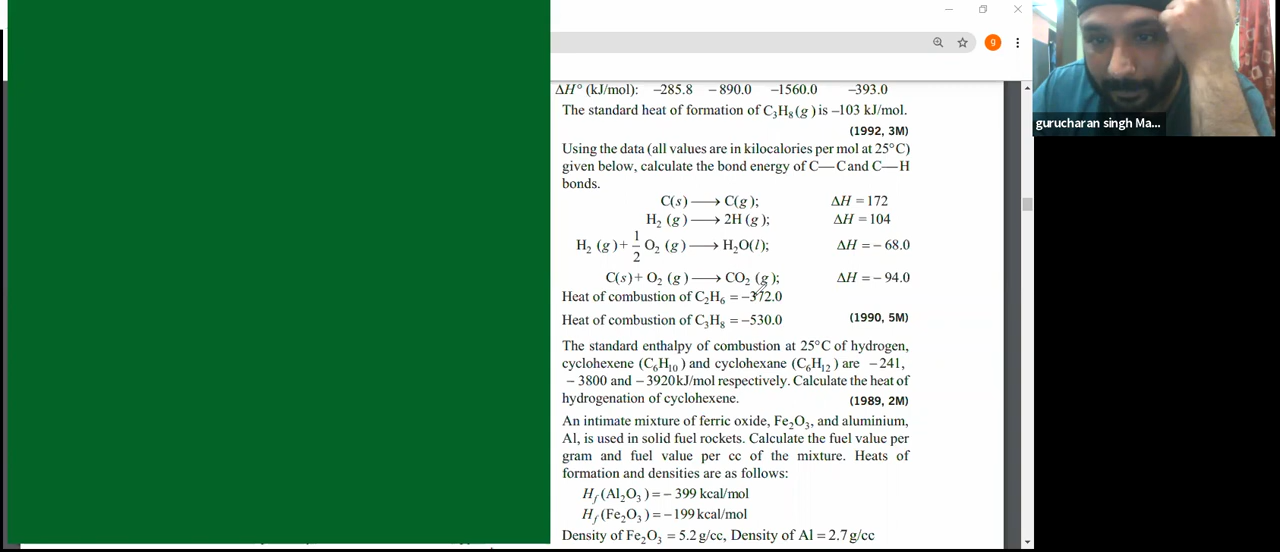 g
gurucharan singh Ma...
ΔH° (kJ/mol): −285.8 −890.0 −1560.0 −393.0
The standard heat of formation of C₃H₈(g) is −103 kJ/mol.
(1992, 3M)
Using the data (all values are in kilocalories per mol at 25°C)
given below, calculate the bond energy of C—C and C—H
bonds.
C(s) ⟶ C(g); ΔH = 172
H₂ (g) ⟶ 2H (g); ΔH = 104
H₂ (g) + 1/2 O₂ (g) ⟶ H₂O(l); ΔH = − 68.0
C(s) + O₂ (g) ⟶ CO₂ (g); ΔH = − 94.0
Heat of combustion of C₂H₆ = −372.0
Heat of combustion of C₃H₈ = −530.0 (1990, 5M)
The standard enthalpy of combustion at 25°C of hydrogen,
cyclohexene (C₆H₁₀) and cyclohexane (C₆H₁₂) are −241,
− 3800 and − 3920 kJ/mol respectively. Calculate the heat of
hydrogenation of cyclohexene. (1989, 2M)
An intimate mixture of ferric oxide, Fe₂O₃, and aluminium,
Al, is used in solid fuel rockets. Calculate the fuel value per
gram and fuel value per cc of the mixture. Heats of
formation and densities are as follows:
H_f (Al₂O₃) = − 399 kcal/mol
H_f (Fe₂O₃) = −199 kcal/mol
Density of Fe₂O₃ = 5.2 g/cc, Density of Al = 2.7 g/cc